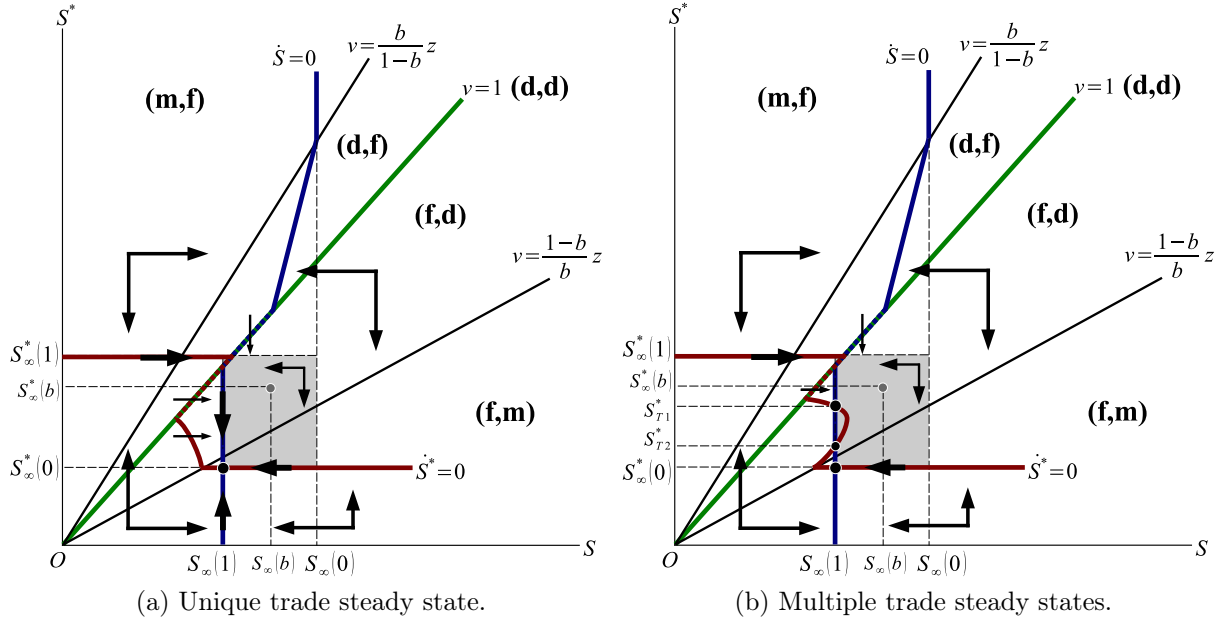 S*
v = b/(1−b) z
Ṡ = 0
v = 1 (d,d)
(m,f)
(d,f)
(f,d)
v = (1−b)/b z
S*∞(1)
S*∞(b)
(f,m)
S*∞(0)
Ṡ* = 0
O
S∞(1)
S∞(b)
S∞(0)
S
(a) Unique trade steady state.
S*
v = b/(1−b) z
Ṡ = 0
v = 1 (d,d)
(m,f)
(d,f)
(f,d)
v = (1−b)/b z
S*∞(1)
S*∞(b)
S*T1
(f,m)
S*T2
S*∞(0)
Ṡ* = 0
O
S∞(1)
S∞(b)
S∞(0)
S
(b) Multiple trade steady states.